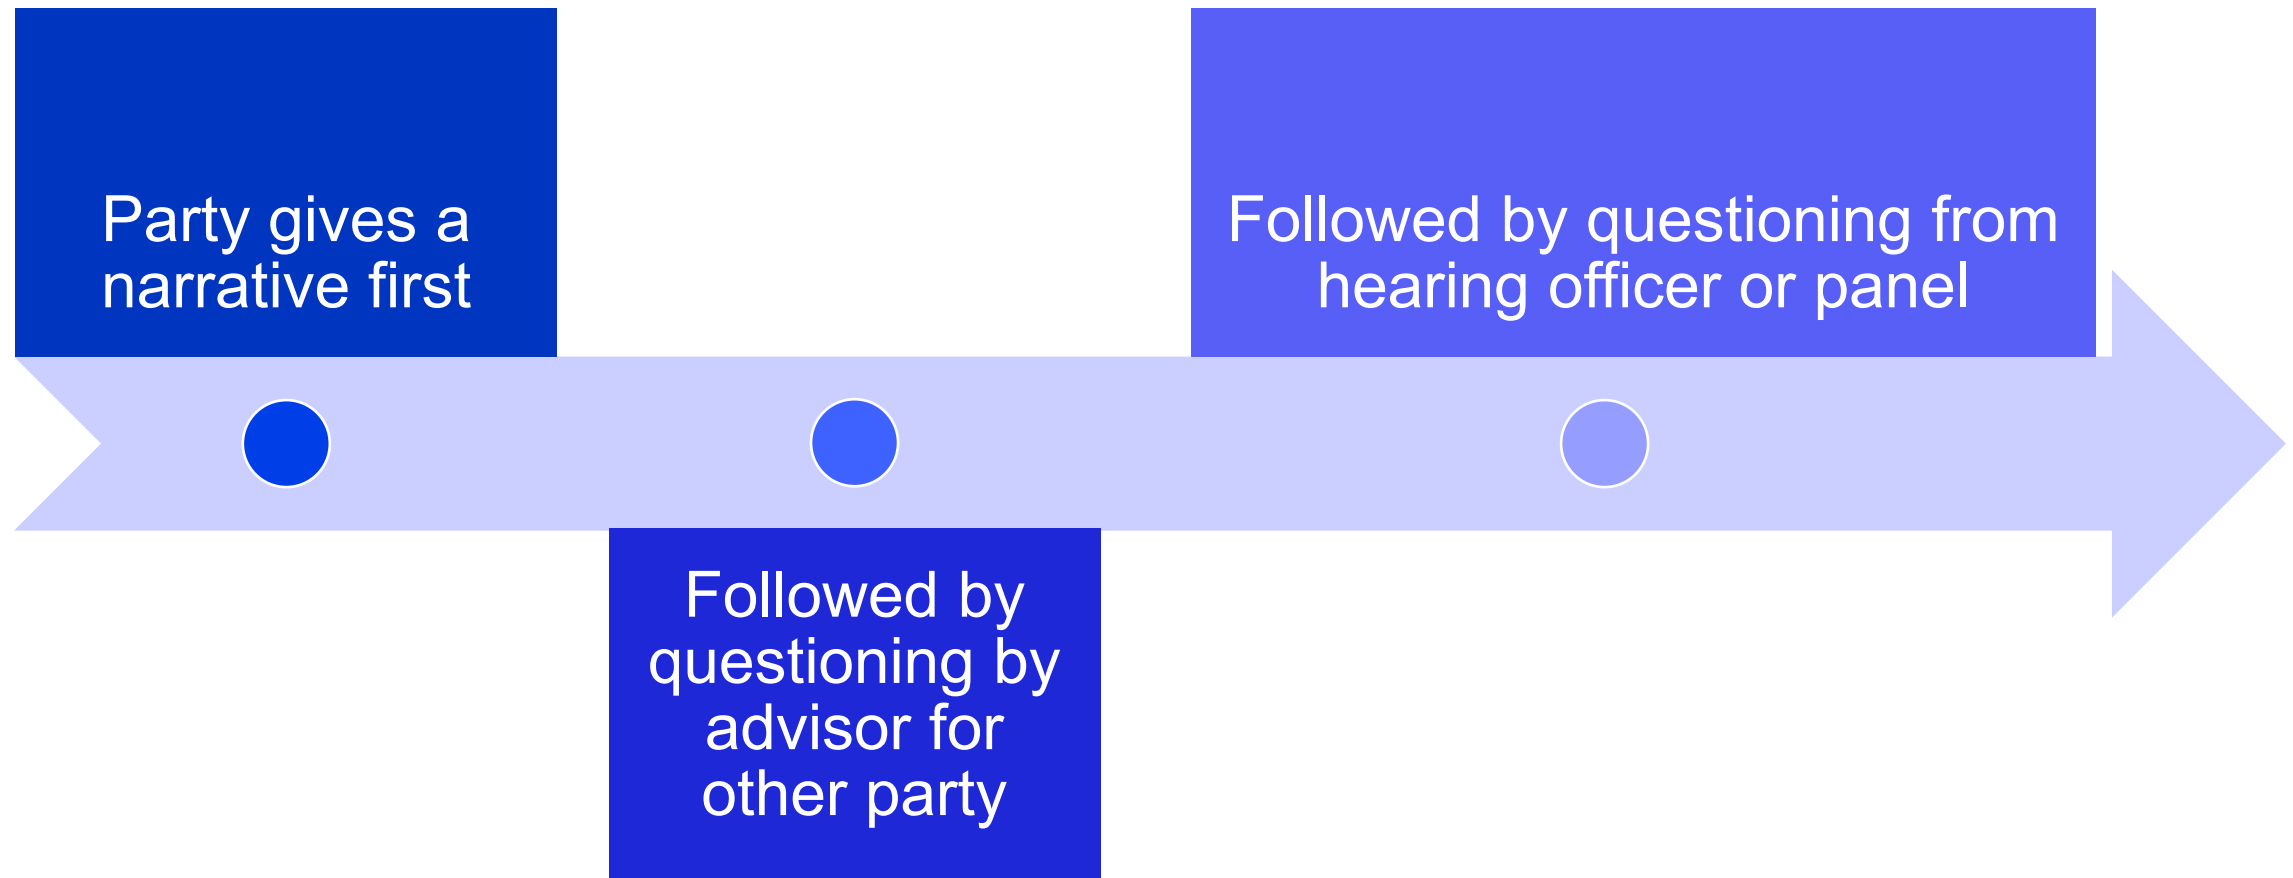 Party gives a
narrative first
Followed by
questioning by
advisor for
other party
Followed by questioning from
hearing officer or panel